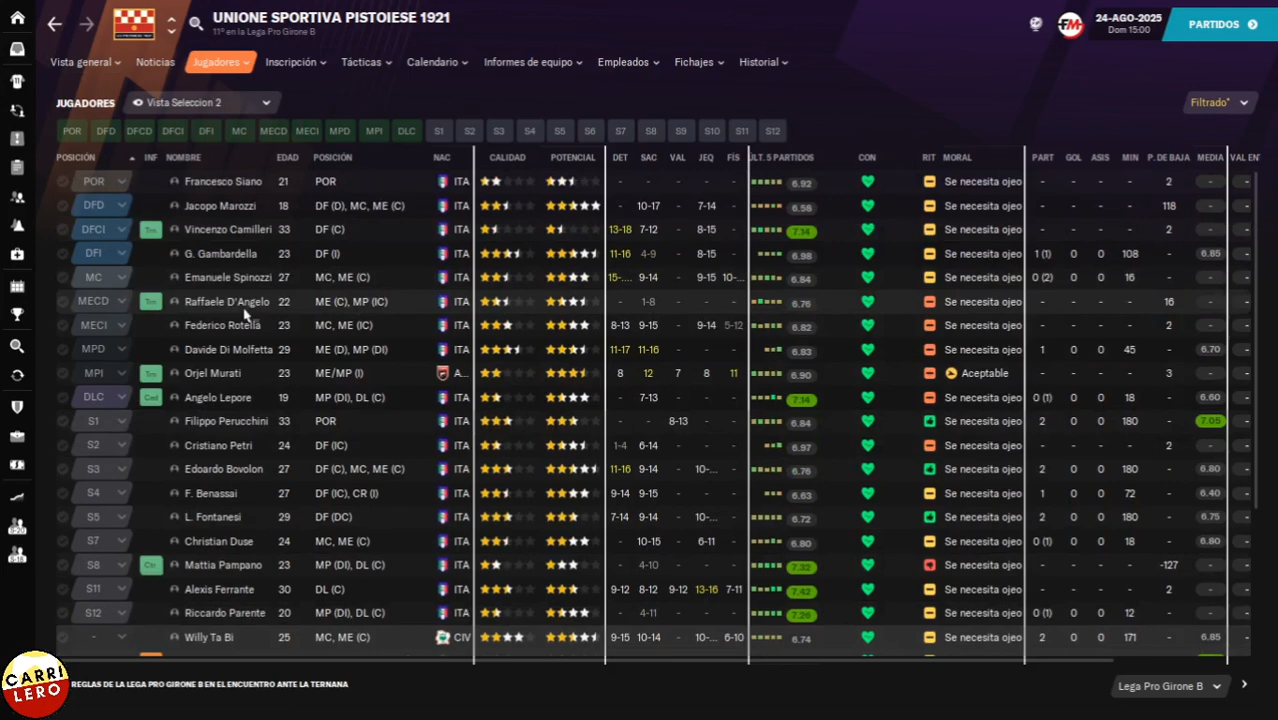 UNIONE SPORTIVA PISTOIESE 1921
11º en la Lega Pro Girone B
FM
24-AGO-2025
Dom 15:00
PARTIDOS
Vista general Noticias Jugadores Inscripción Tácticas Calendario Informes de equipo Empleados Fichajes Historial
JUGADORES Vista Seleccion 2 Filtrado*
POR DFD DFCD DFCI DFI MC MECD MECI MPD MPI DLC S1 S2 S3 S4 S5 S6 S7 S8 S9 S10 S11 S12
POSICIÓN INF NOMBRE EDAD POSICIÓN NAC CALIDAD POTENCIAL DET SAC VAL JEQ FÍS ÚLT. 5 PARTIDOS CON RIT MORAL PART GOL ASIS MIN P. DE BAJA MEDIA VAL EN
POR Francesco Siano 21 POR ITA - - - - - 6.92 Se necesita ojeo - - - - 2 -
DFD Jacopo Marozzi 18 DF (D), MC, ME (C) ITA - 10-17 - 7-14 - 6.58 Se necesita ojeo - - - - 118 -
DFCI Trn Vincenzo Camilleri 33 DF (C) ITA 13-18 7-12 - 8-15 - 7.14 Se necesita ojeo - - - - 2 -
DFI G. Gambardella 23 DF (I) ITA 11-16 4-9 - 8-15 - 6.98 Se necesita ojeo 1 (1) 0 0 108 - 6.85
MC Emanuele Spinozzi 27 MC, ME (C) ITA 15-... 9-14 - 9-15 10-... 6.84 Se necesita ojeo 0 (2) 0 0 16 - -
MECD Trn Raffaele D'Angelo 22 ME (C), MP (IC) ITA - 1-8 - - - 6.76 Se necesita ojeo - - - - 16 -
MECI Federico Rotella 23 MC, ME (IC) ITA 8-13 9-15 - 9-14 5-12 6.82 Se necesita ojeo - - - - 2 -
MPD Davide Di Molfetta 29 ME (D), MP (DI) ITA 11-17 11-16 - - - 6.83 Se necesita ojeo 1 0 0 45 - 6.70
MPI Trn Orjel Murati 23 ME/MP (I) A... 8 12 7 8 11 6.90 Aceptable - - - - 3 -
DLC Ced Angelo Lepore 19 MP (DI), DL (C) ITA - 7-13 - - - 7.14 Se necesita ojeo 0 (1) 0 0 18 - 6.60
S1 Filippo Perucchini 33 POR ITA - - 8-13 - - 6.84 Se necesita ojeo 2 0 0 180 - 7.05
S2 Cristiano Petri 24 DF (IC) ITA 1-4 6-14 - - - 6.97 Se necesita ojeo - - - - 2 -
S3 Edoardo Bovolon 27 DF (C), MC, ME (C) ITA 11-16 9-14 - 10-... - 6.76 Se necesita ojeo 2 0 0 180 - 6.80
S4 F. Benassai 27 DF (IC), CR (I) ITA 9-14 9-15 - - - 6.63 Se necesita ojeo 1 0 0 72 - 6.40
S5 L. Fontanesi 29 DF (DC) ITA 7-14 9-14 - 10-... - 6.72 Se necesita ojeo 2 0 0 180 - 6.75
S7 Christian Duse 24 MC, ME (C) ITA - 10-15 - 6-11 - 6.80 Se necesita ojeo 0 (1) 0 0 18 - 6.80
S8 Ctr Mattia Pampano 23 MP (DI), DL (C) ITA - 4-10 - - - 7.32 Se necesita ojeo - - - - -127 -
S11 Alexis Ferrante 30 DL (C) ITA 9-12 8-12 9-12 13-16 7-11 7.42 Se necesita ojeo - - - - 2 -
S12 Riccardo Parente 20 MP (DI), DL (C) ITA - 4-11 - - - 7.26 Se necesita ojeo 0 (1) 0 0 12 - -
- Willy Ta Bi 25 MC, ME (C) CIV 9-15 10-14 - 10-... 6-10 6.74 Se necesita ojeo 2 0 0 171 - 6.85
CARRI
LERO
REGLAS DE LA LEGA PRO GIRONE B EN EL ENCUENTRO ANTE LA TERNANA
Lega Pro Girone B